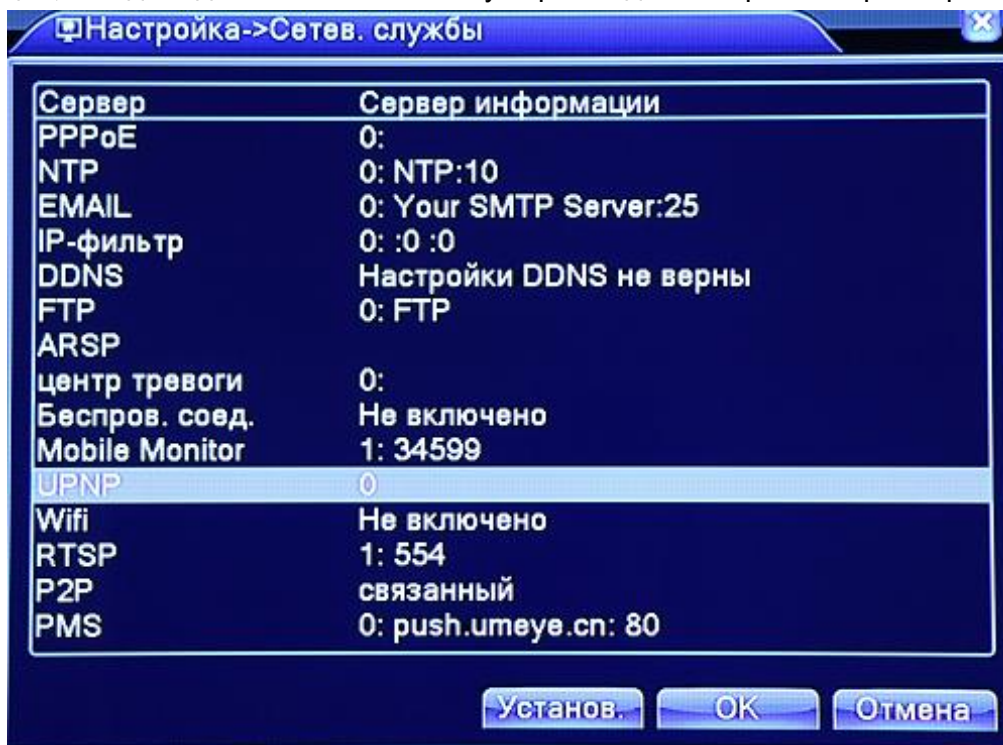 Настройка->Сетев. службы
Сервер Сервер информации
PPPoE 0:
NTP 0: NTP:10
EMAIL 0: Your SMTP Server:25
IP-фильтр 0: :0 :0
DDNS Настройки DDNS не верны
FTP 0: FTP
ARSP
центр тревоги 0:
Беспров. соед. Не включено
Mobile Monitor 1: 34599
UPNP 0
Wifi Не включено
RTSP 1: 554
P2P связанный
PMS 0: push.umeye.cn: 80
Установ. OK Отмена